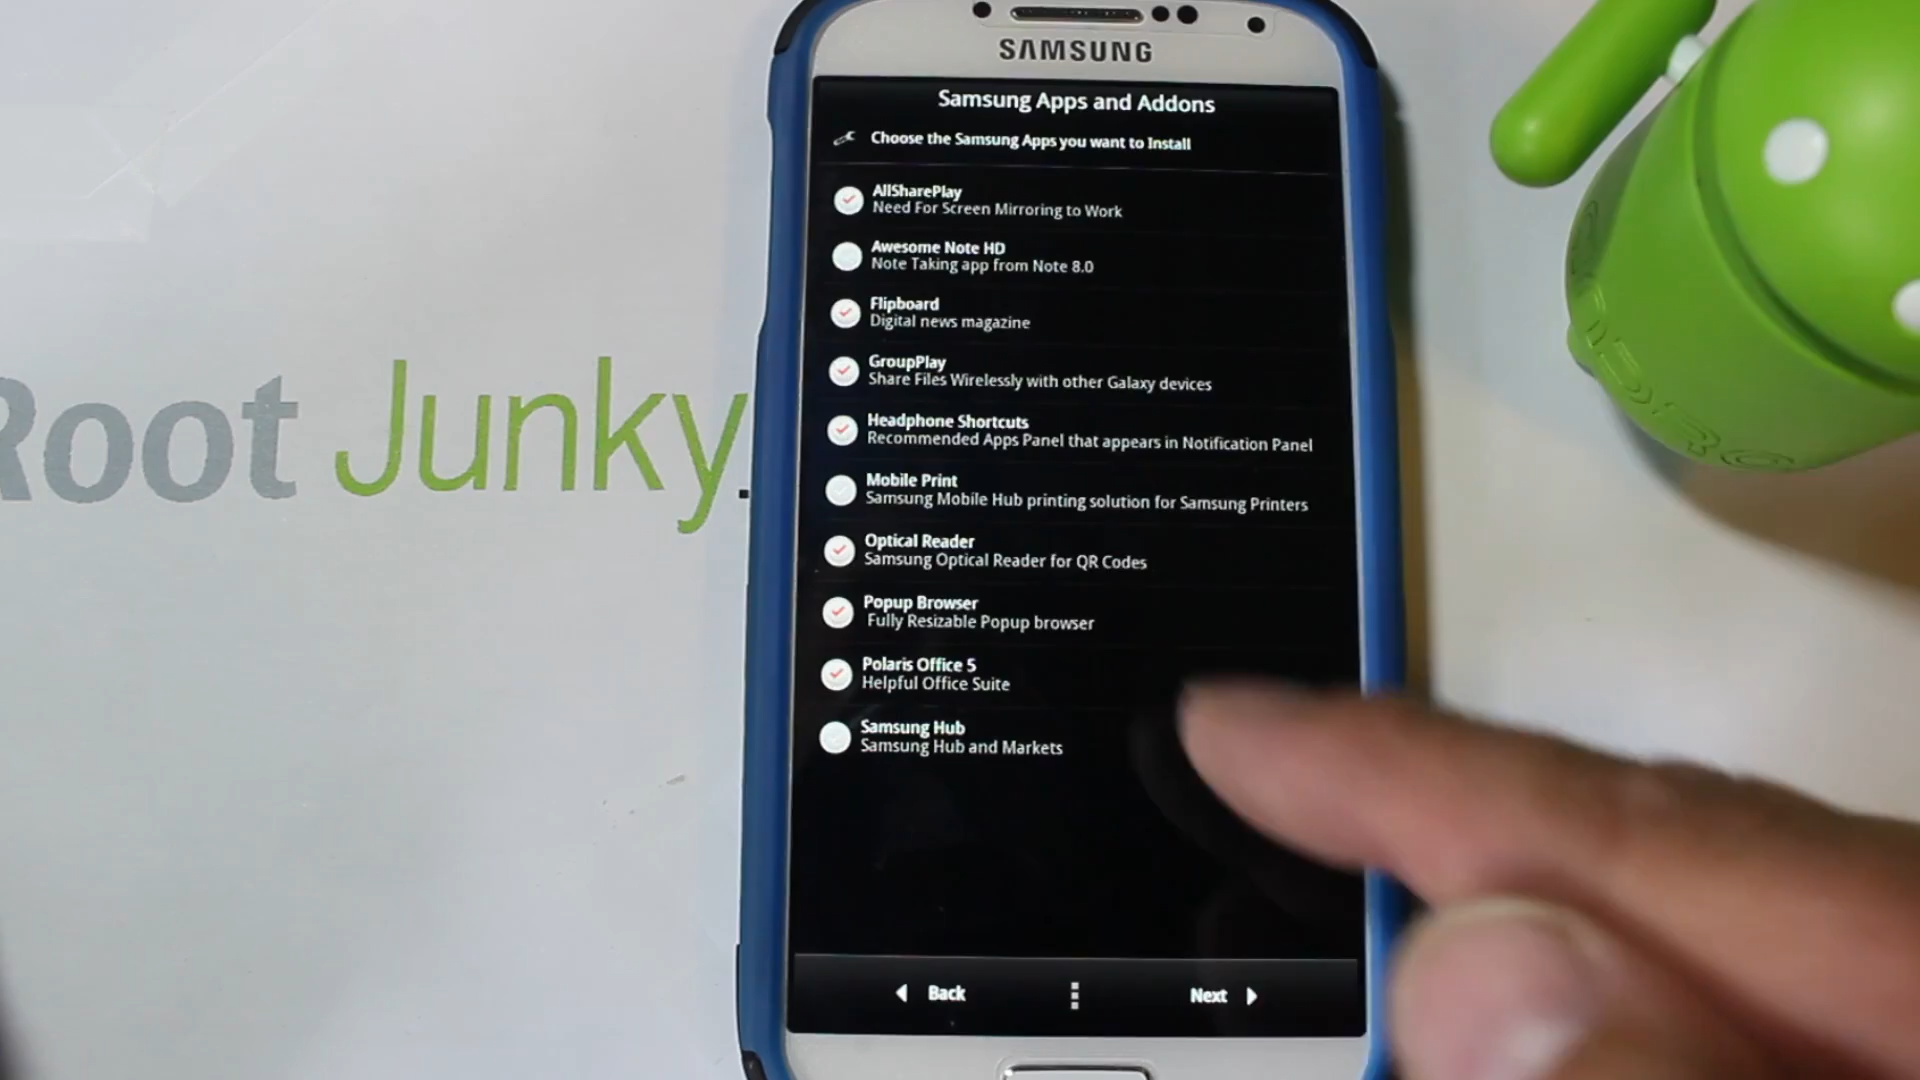 SAMSUNG
Samsung Apps and Addons
Choose the Samsung Apps you want to Install
AllSharePlay
Need For Screen Mirroring to Work
Awesome Note HD
Note Taking app from Note 8.0
Flipboard
Digital news magazine
GroupPlay
Share Files Wirelessly with other Galaxy devices
Headphone Shortcuts
Recommended Apps Panel that appears in Notification Panel
Mobile Print
Samsung Mobile Hub printing solution for Samsung Printers
Optical Reader
Samsung Optical Reader for QR Codes
Popup Browser
Fully Resizable Popup browser
Polaris Office 5
Helpful Office Suite
Samsung Hub
Samsung Hub and Markets
Back
Next
Root Junky.